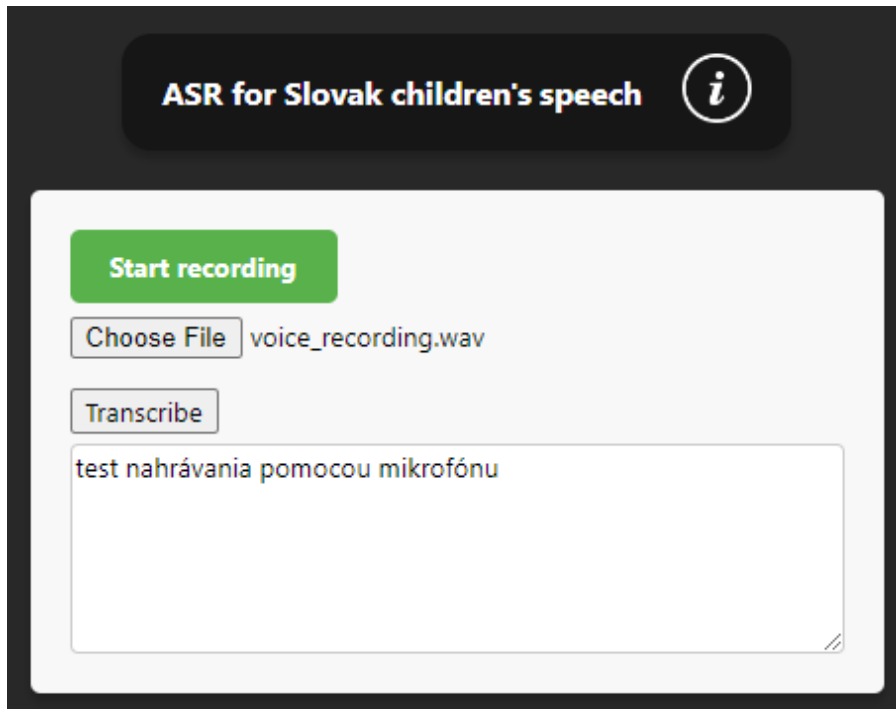 ASR for Slovak children's speech i
Start recording
Choose File voice_recording.wav
Transcribe
test nahrávania pomocou mikrofónu